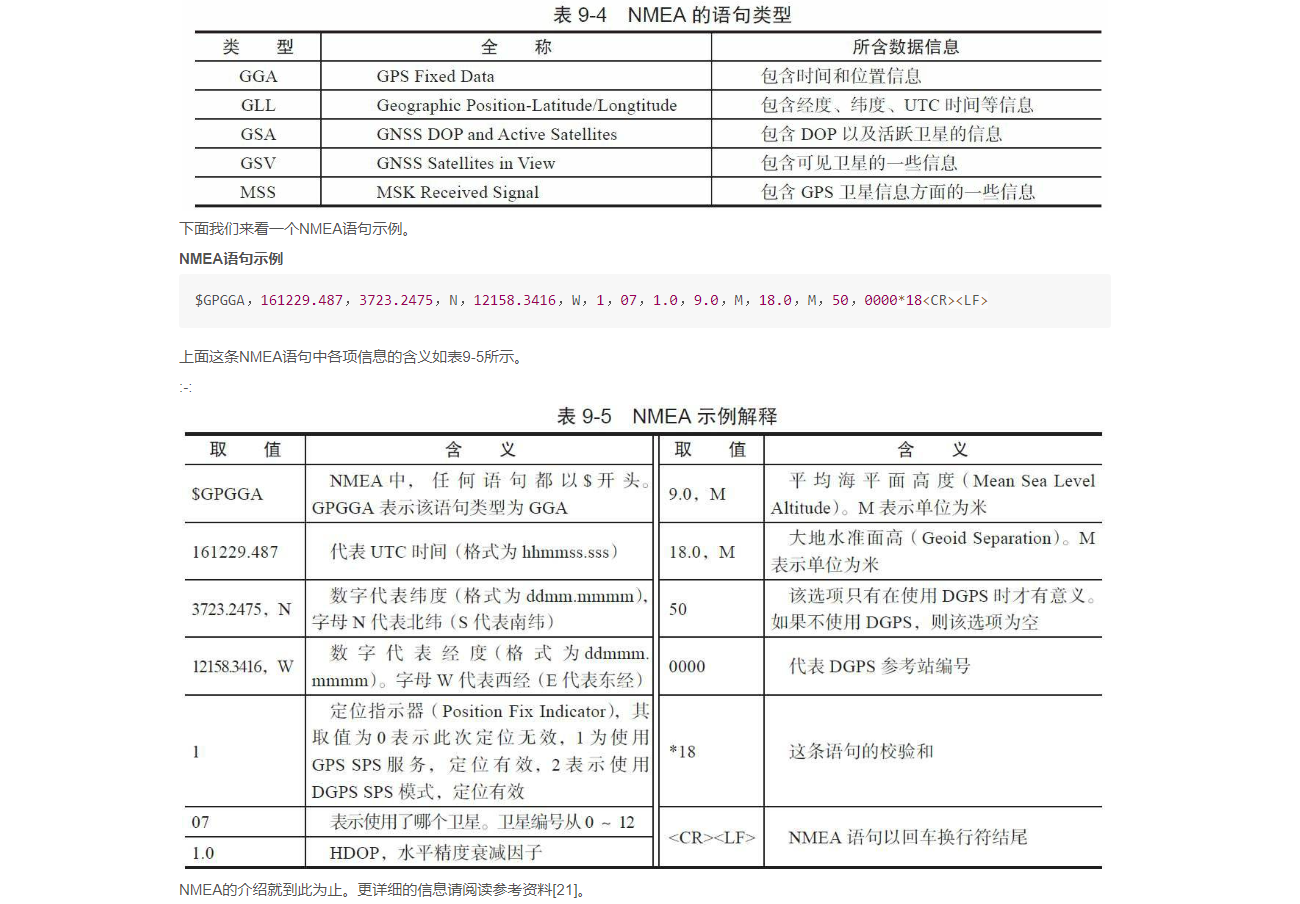 表 9-4 NMEA 的语句类型
类 型 全 称 所含数据信息
GGA GPS Fixed Data 包含时间和位置信息
GLL Geographic Position-Latitude/Longtitude 包含经度、纬度、UTC 时间等信息
GSA GNSS DOP and Active Satellites 包含 DOP 以及活跃卫星的信息
GSV GNSS Satellites in View 包含可见卫星的一些信息
MSS MSK Received Signal 包含 GPS 卫星信息方面的一些信息
下面我们来看一个NMEA语句示例。
NMEA语句示例
$GPGGA，161229.487，3723.2475，N，12158.3416，W，1，07，1.0，9.0，M，18.0，M，50，0000*18<CR><LF>
上面这条NMEA语句中各项信息的含义如表9-5所示。
:-:
表 9-5 NMEA 示例解释
取 值 含 义 取 值 含 义
$GPGGA
NMEA 中，任何语句都以 $ 开头。
GPGGA 表示该语句类型为 GGA
9.0，M
平均海平面高度（Mean Sea Level
Altitude）。M 表示单位为米
161229.487
代表 UTC 时间（格式为 hhmmss.sss）
18.0，M
大地水准面高（Geoid Separation）。M
表示单位为米
3723.2475，N
数字代表纬度（格式为 ddmm.mmmm），
字母 N 代表北纬（S 代表南纬）
50
该选项只有在使用 DGPS 时才有意义。
如果不使用 DGPS，则该选项为空
12158.3416，W
数字代表经度（格式为 ddmmm.
mmmm）。字母 W 代表西经（E 代表东经）
0000
代表 DGPS 参考站编号
1
定位指示器（Position Fix Indicator），其
取值为 0 表示此次定位无效，1 为使用
GPS SPS 服务，定位有效，2 表示使用
DGPS SPS 模式，定位有效
*18
这条语句的校验和
07
表示使用了哪个卫星。卫星编号从 0 ~ 12
1.0
HDOP，水平精度衰减因子
<CR><LF>
NMEA 语句以回车换行符结尾
NMEA的介绍就到此为止。更详细的信息请阅读参考资料[21]。